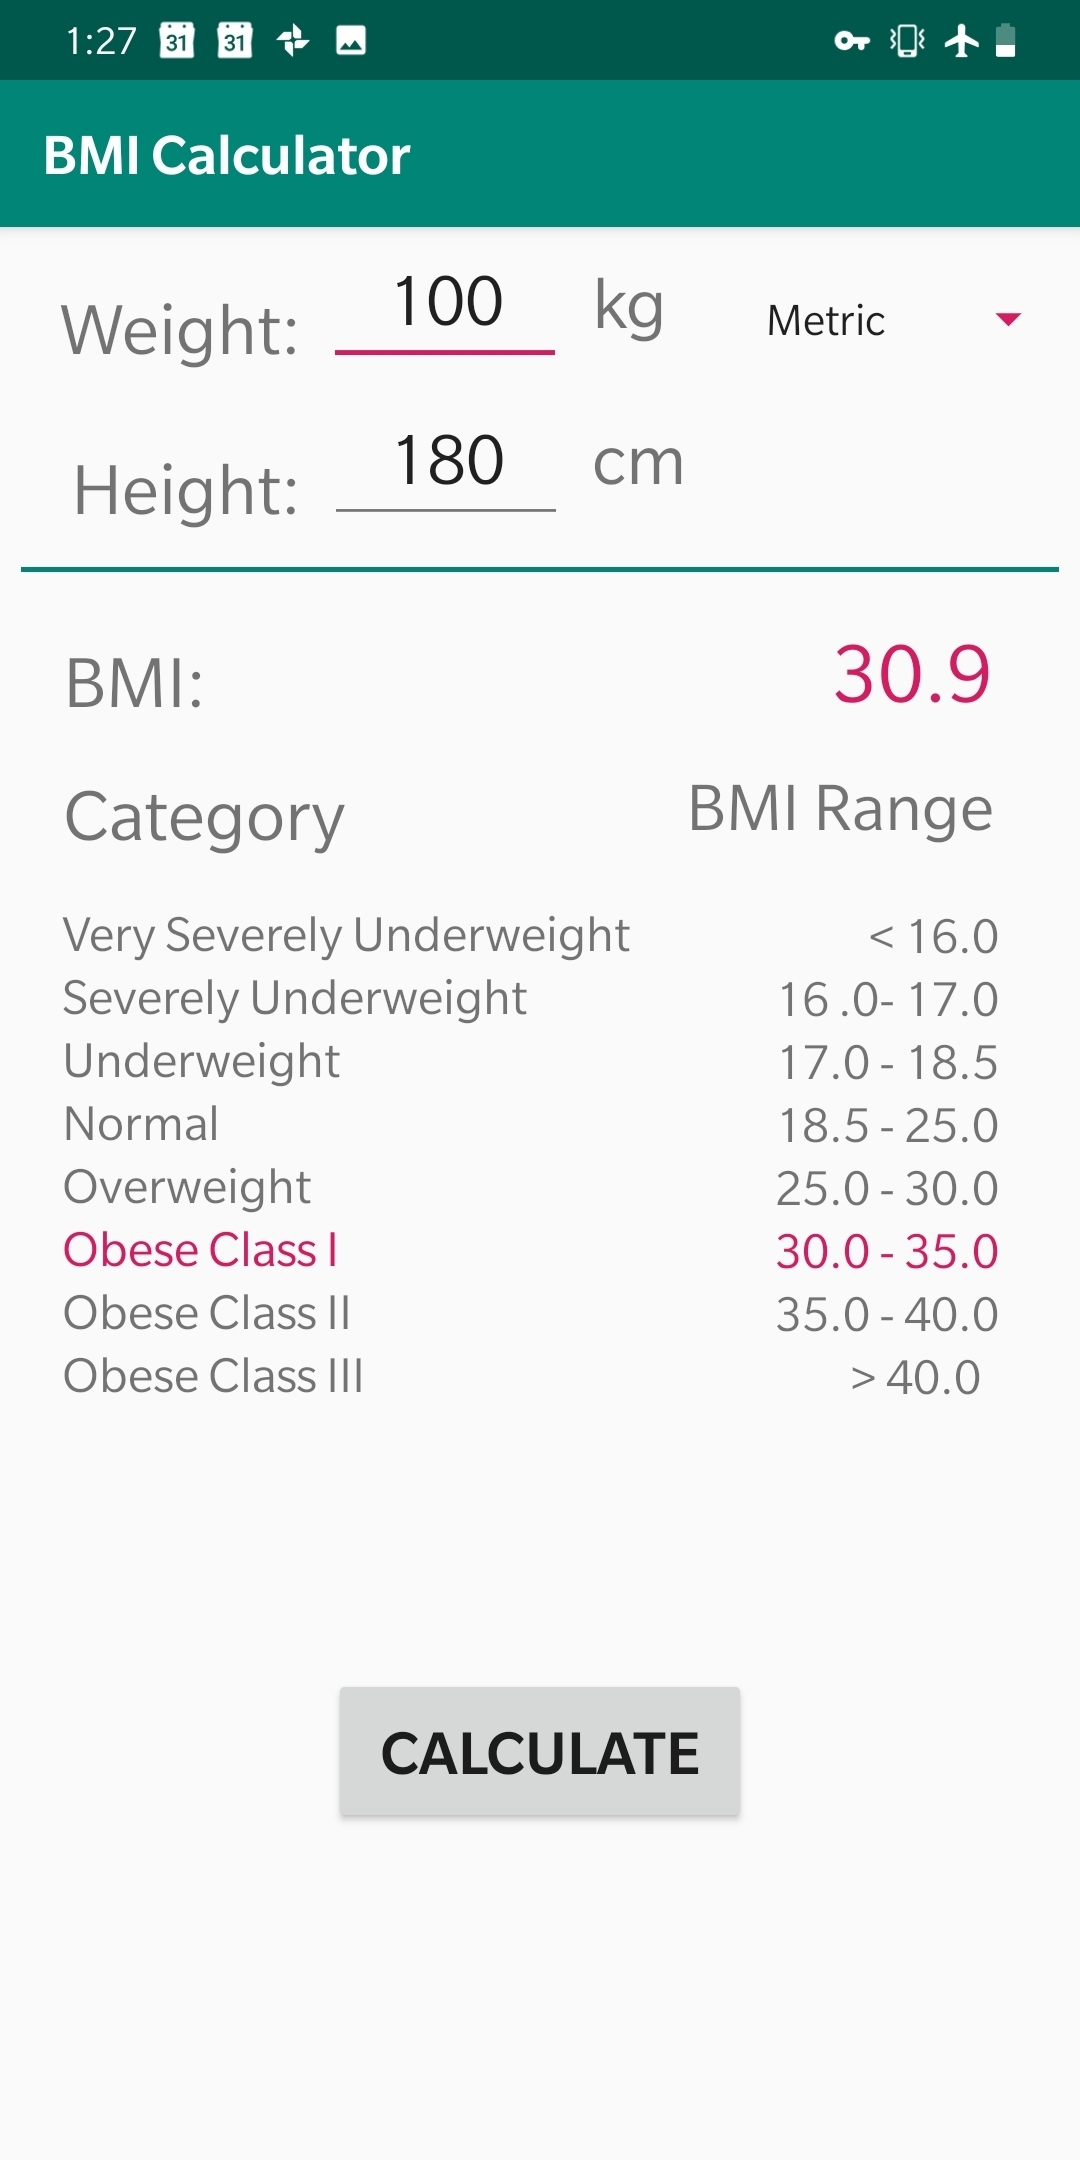 1:27 31 31
BMI Calculator
Weight: 100 kg Metric
Height: 180 cm
BMI: 30.9
Category BMI Range
Very Severely Underweight < 16.0
Severely Underweight 16 .0- 17.0
Underweight 17.0 - 18.5
Normal 18.5 - 25.0
Overweight 25.0 - 30.0
Obese Class I 30.0 - 35.0
Obese Class II 35.0 - 40.0
Obese Class III > 40.0
CALCULATE